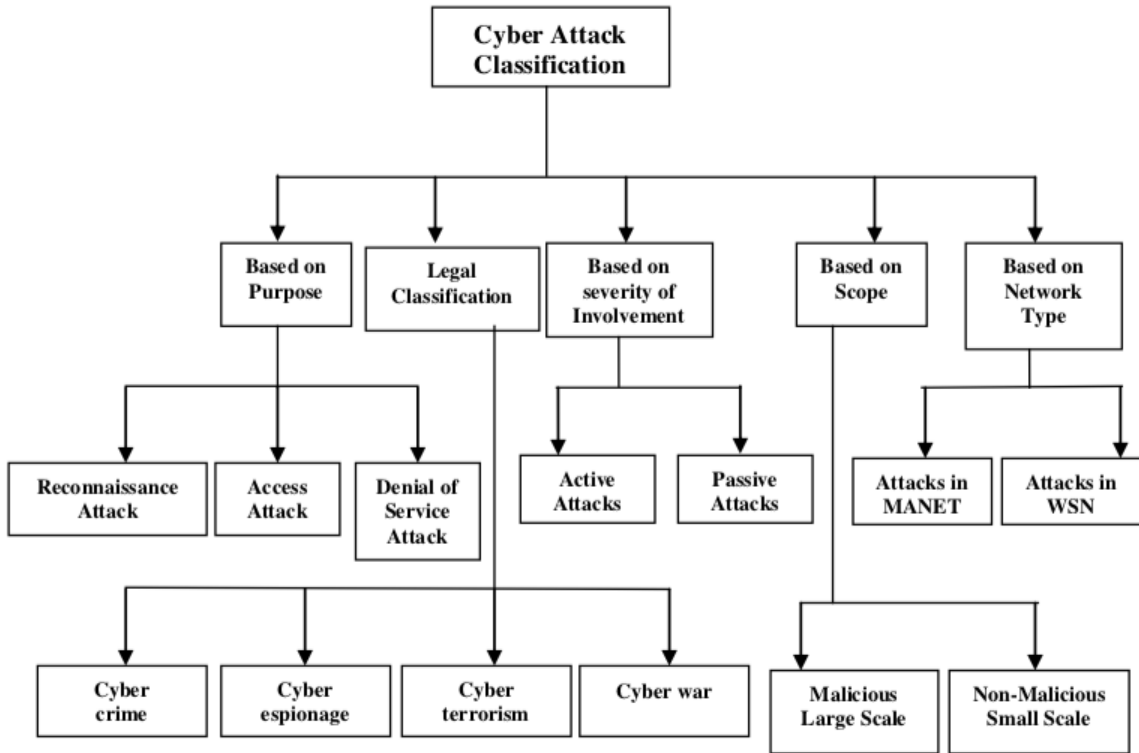 Cyber Attack
Classification
Based on
Purpose
Legal
Classification
Based on
severity of
Involvement
Based on
Scope
Based on
Network
Type
Reconnaissance
Attack
Access
Attack
Denial of
Service
Attack
Active
Attacks
Passive
Attacks
Attacks in
MANET
Attacks in
WSN
Cyber
crime
Cyber
espionage
Cyber
terrorism
Cyber war
Malicious
Large Scale
Non-Malicious
Small Scale